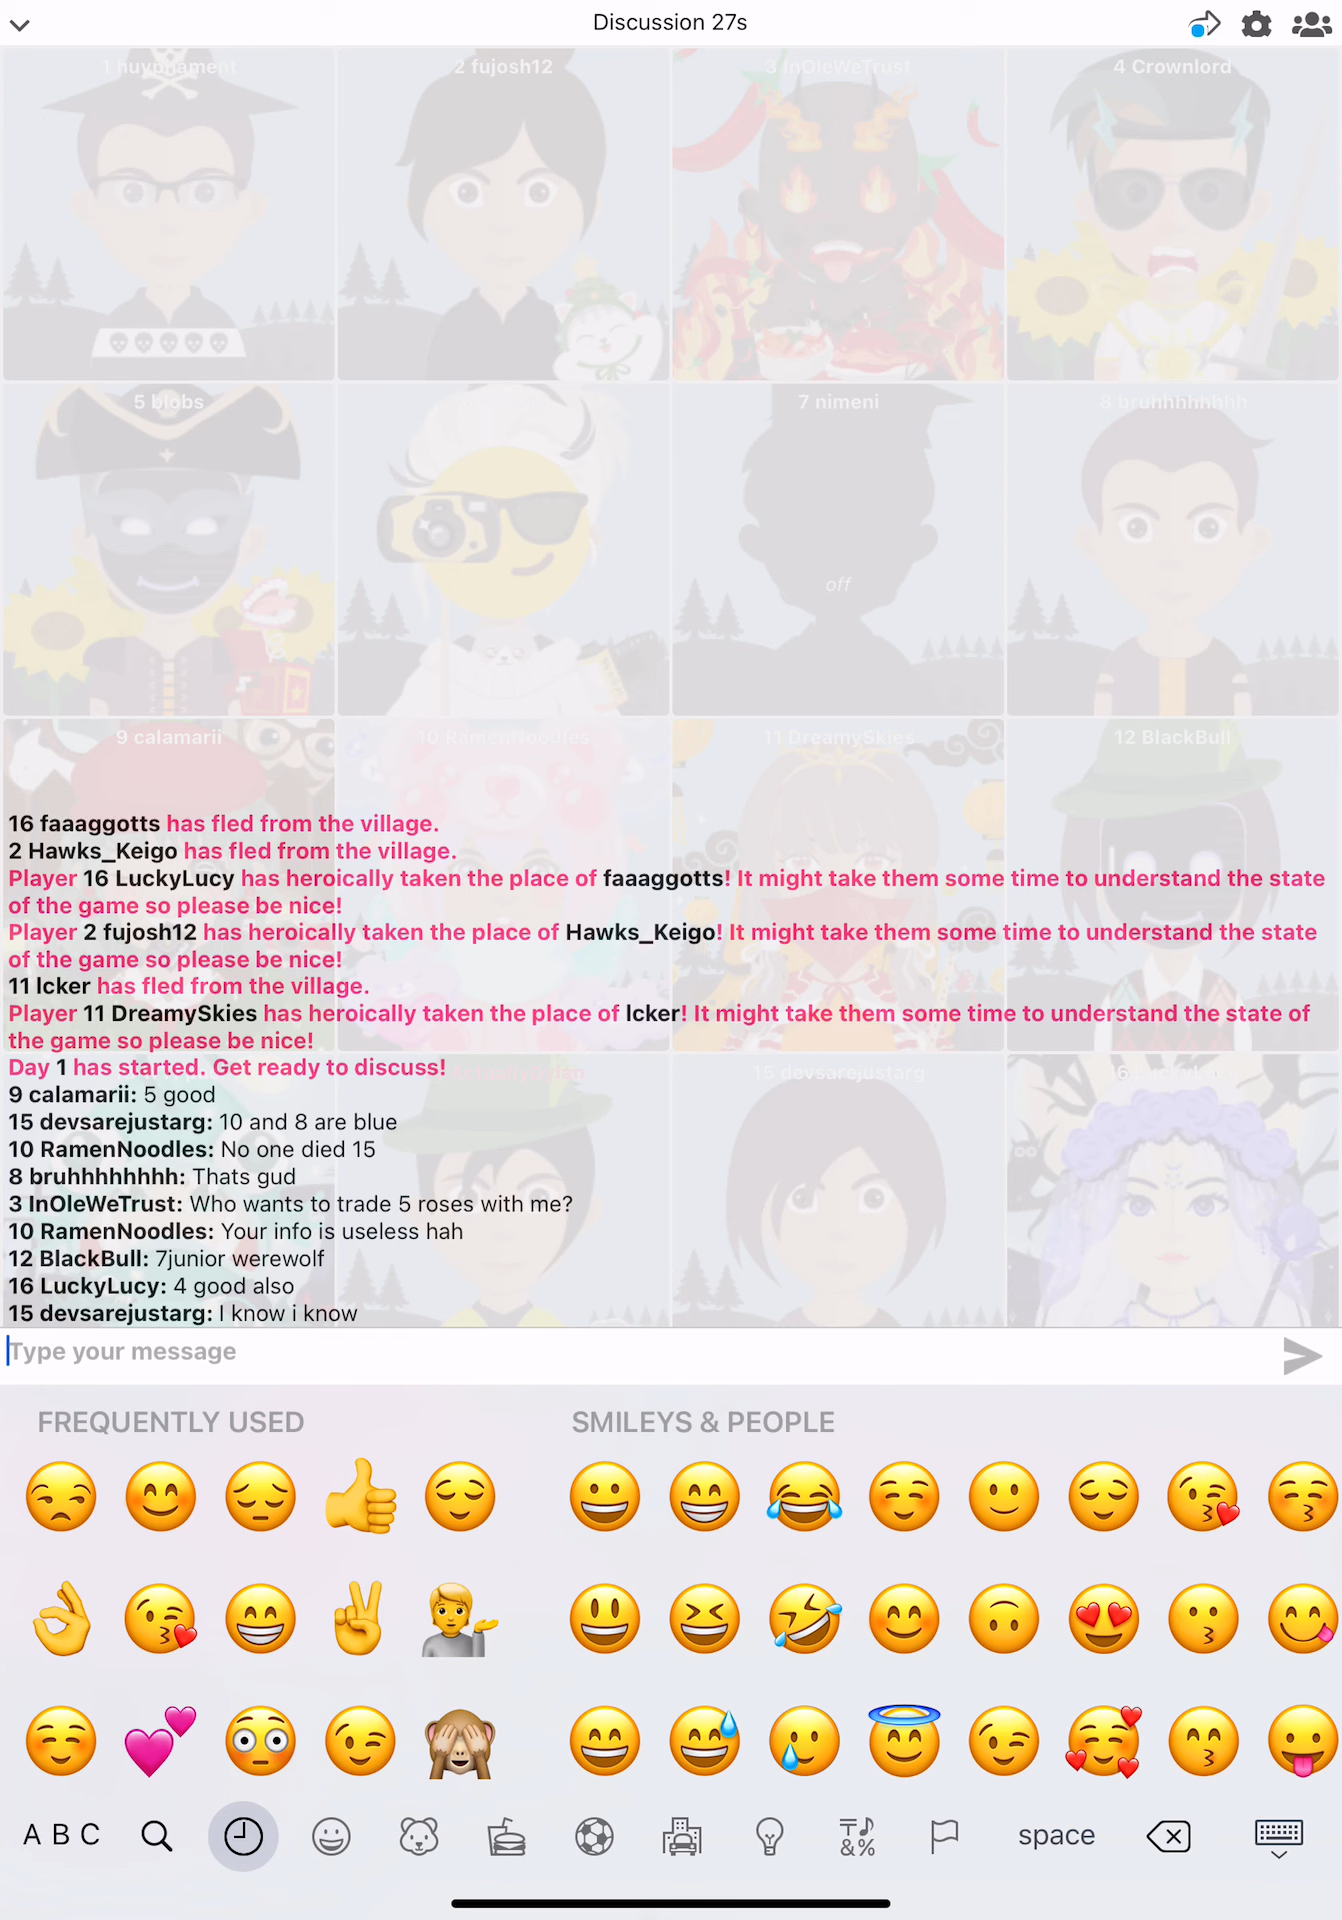 Discussion 27s
1 huyphament
2 fujosh12
3 InOleWeTrust
4 Crownlord
5 blobs
7 nimeni
8 bruhhhhhhhh
off
9 calamarii
10 RamenNoodles
11 DreamySkies
12 BlackBull
16 faaaggotts has fled from the village.
2 Hawks_Keigo has fled from the village.
Player 16 LuckyLucy has heroically taken the place of faaaggotts! It might take them some time to understand the state
of the game so please be nice!
Player 2 fujosh12 has heroically taken the place of Hawks_Keigo! It might take them some time to understand the state
of the game so please be nice!
11 lcker has fled from the village.
Player 11 DreamySkies has heroically taken the place of lcker! It might take them some time to understand the state of
the game so please be nice!
Day 1 has started. Get ready to discuss!
15 devsarejustarg
9 calamarii: 5 good
15 devsarejustarg: 10 and 8 are blue
10 RamenNoodles: No one died 15
8 bruhhhhhhhh: Thats gud
3 InOleWeTrust: Who wants to trade 5 roses with me?
10 RamenNoodles: Your info is useless hah
12 BlackBull: 7junior werewolf
16 LuckyLucy: 4 good also
15 devsarejustarg: I know i know
Type your message
FREQUENTLY USED
SMILEYS & PEOPLE
A B C
&%
space